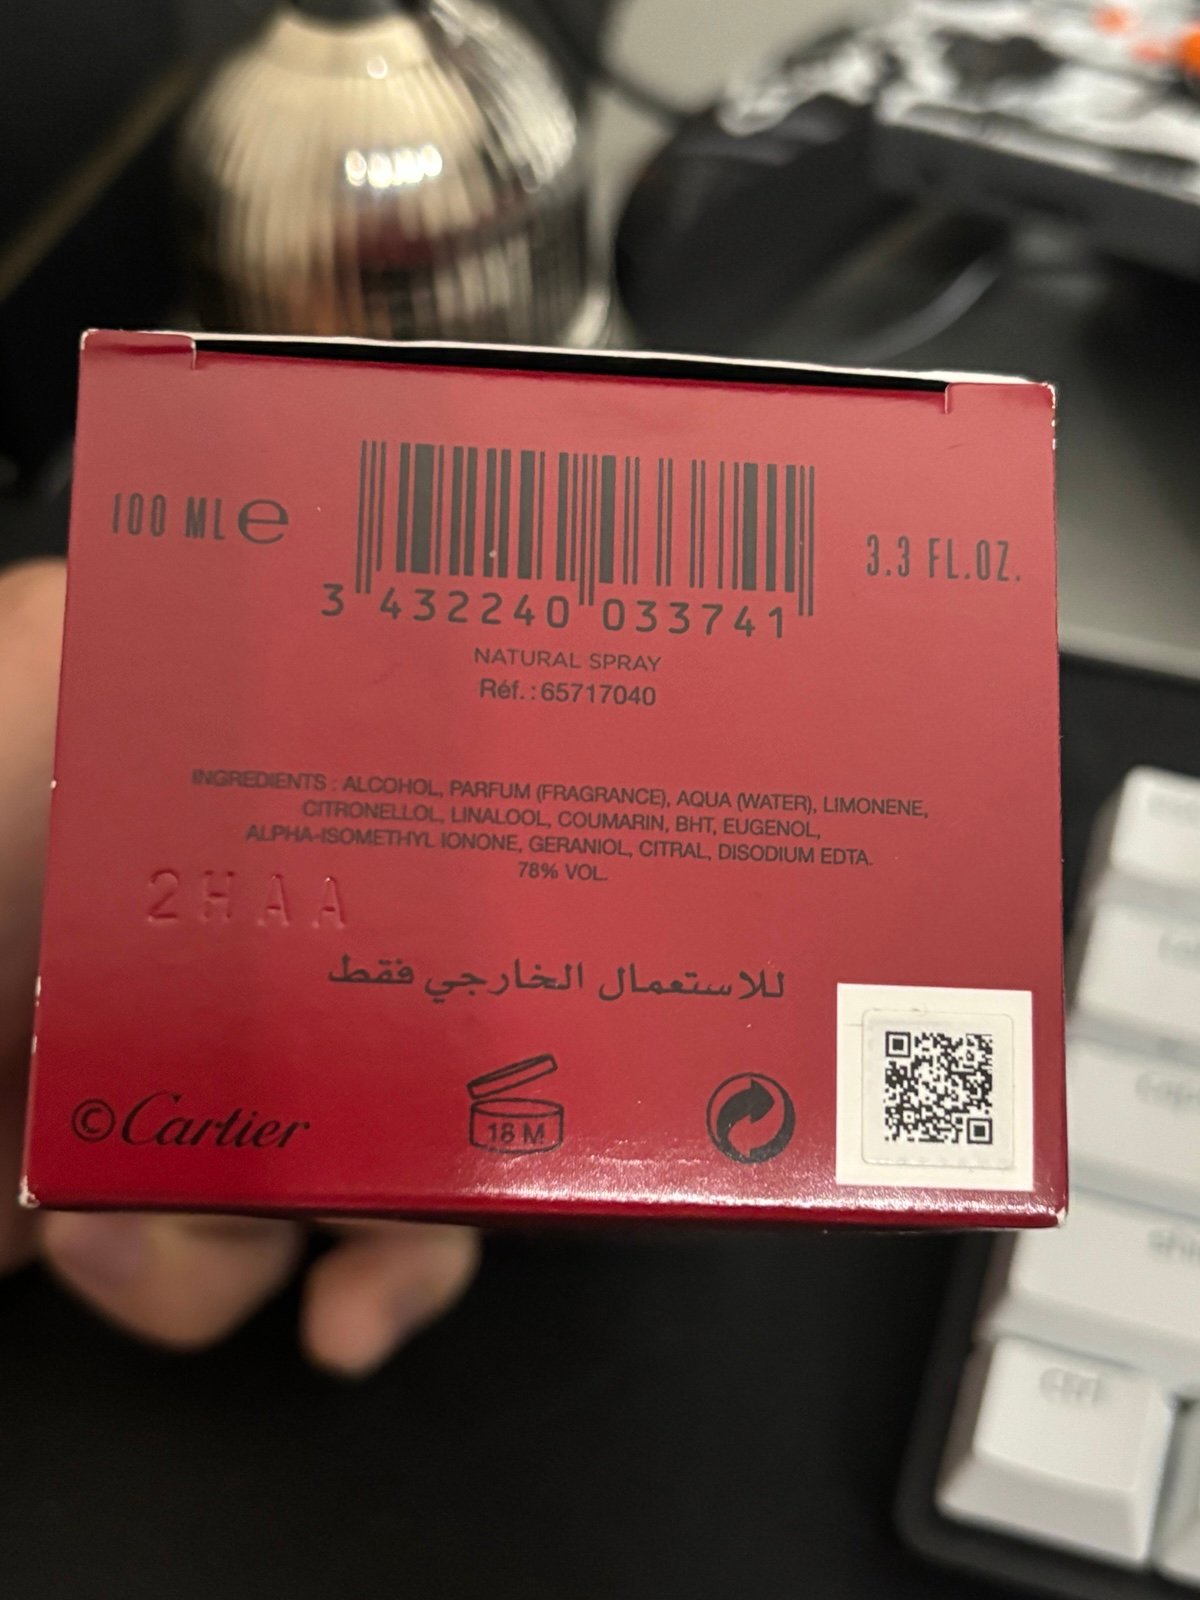 100 ML e
3 432240 033741
3.3 FL.OZ.
NATURAL SPRAY
Réf.:65717040
INGREDIENTS : ALCOHOL, PARFUM (FRAGRANCE), AQUA (WATER), LIMONENE,
CITRONELLOL, LINALOOL, COUMARIN, BHT, EUGENOL,
ALPHA-ISOMETHYL IONONE, GERANIOL, CITRAL, DISODIUM EDTA.
78% VOL.
2HAA
للاستعمال الخارجي فقط
©Cartier
18 M